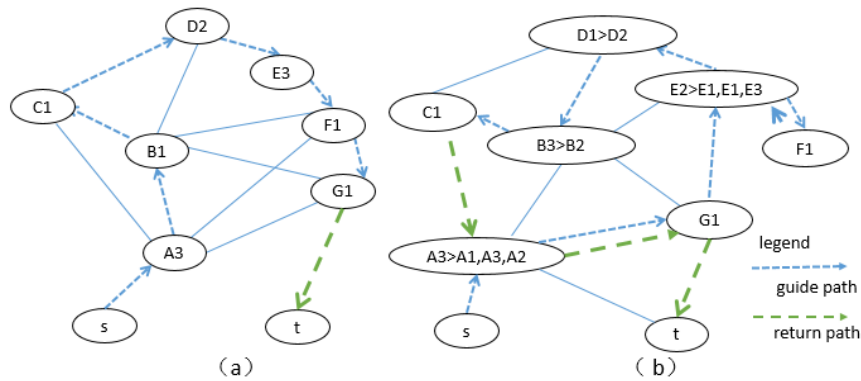 D2
E3
C1
F1
B1
G1
A3
s
t
(a)
D1>D2
E2>E1,E1,E3
C1
B3>B2
F1
G1
A3>A1,A3,A2
s
t
(b)
legend
guide path
return path